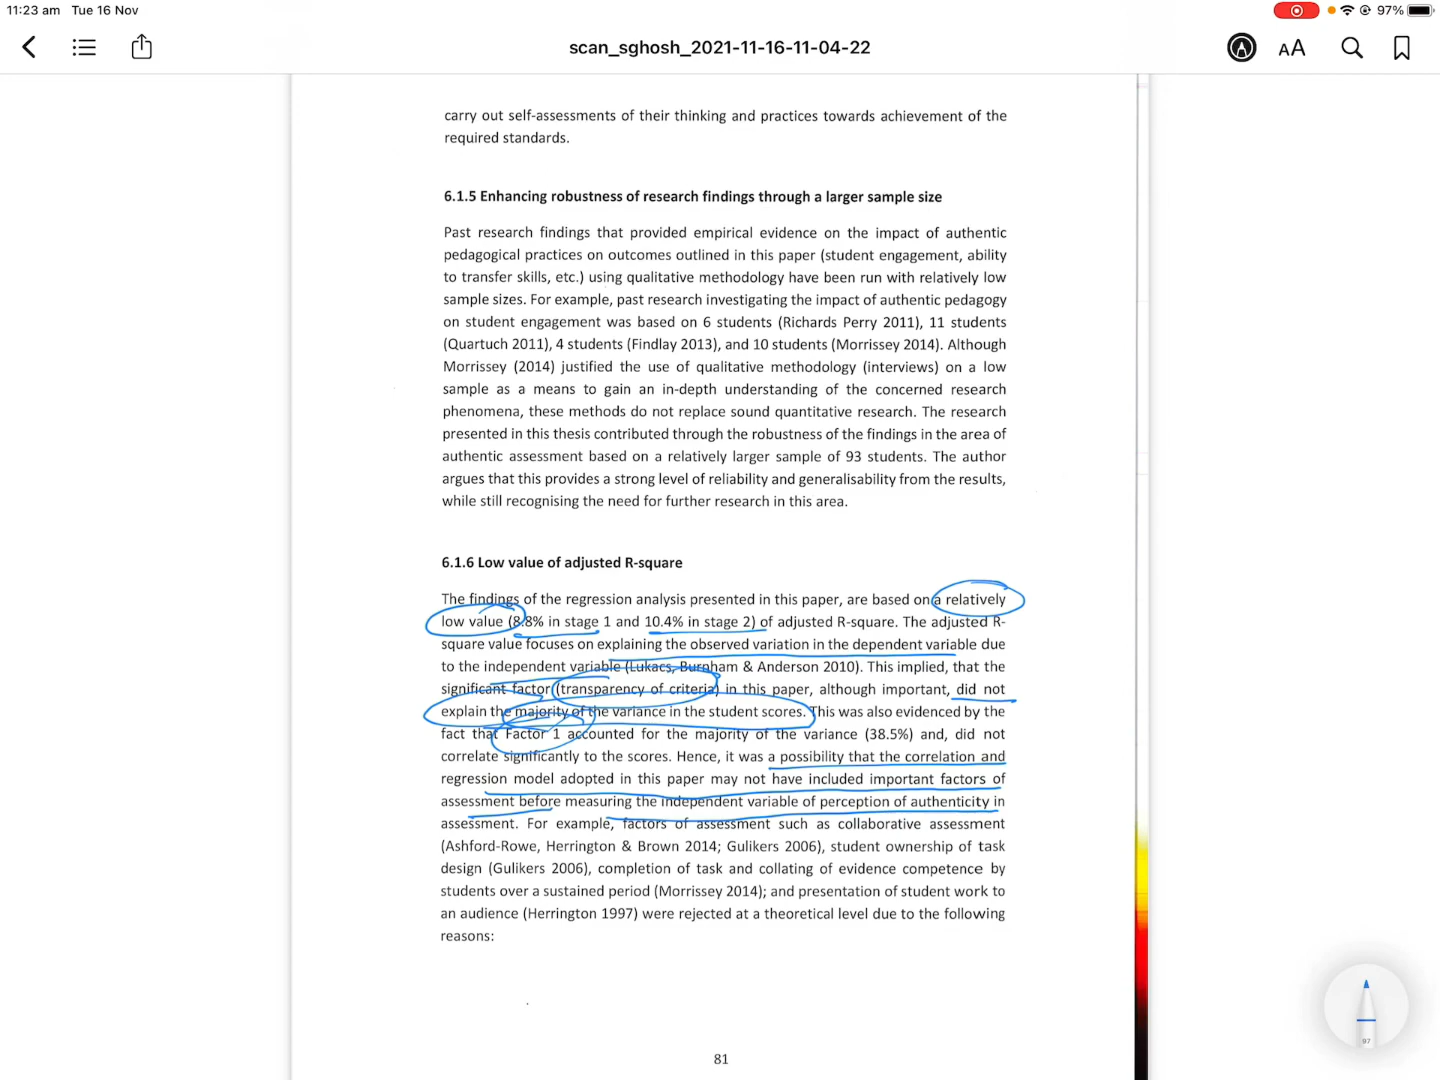 11:23 am Tue 16 Nov
97%
scan_sghosh_2021-11-16-11-04-22
AA
carry out self-assessments of their thinking and practices towards achievement of the
required standards.
6.1.5 Enhancing robustness of research findings through a larger sample size
Past research findings that provided empirical evidence on the impact of authentic
pedagogical practices on outcomes outlined in this paper (student engagement, ability
to transfer skills, etc.) using qualitative methodology have been run with relatively low
sample sizes. For example, past research investigating the impact of authentic pedagogy
on student engagement was based on 6 students (Richards Perry 2011), 11 students
(Quartuch 2011), 4 students (Findlay 2013), and 10 students (Morrissey 2014). Although
Morrissey (2014) justified the use of qualitative methodology (interviews) on a low
sample as a means to gain an in-depth understanding of the concerned research
phenomena, these methods do not replace sound quantitative research. The research
presented in this thesis contributed through the robustness of the findings in the area of
authentic assessment based on a relatively larger sample of 93 students. The author
argues that this provides a strong level of reliability and generalisability from the results,
while still recognising the need for further research in this area.
6.1.6 Low value of adjusted R-square
The findings of the regression analysis presented in this paper, are based on a relatively
low value (8.8% in stage 1 and 10.4% in stage 2) of adjusted R-square. The adjusted R-
square value focuses on explaining the observed variation in the dependent variable due
to the independent variable (Lukacs, Burnham & Anderson 2010). This implied, that the
significant factor (transparency of criteria) in this paper, although important, did not
explain the majority of the variance in the student scores. This was also evidenced by the
fact that Factor 1 accounted for the majority of the variance (38.5%) and, did not
correlate significantly to the scores. Hence, it was a possibility that the correlation and
regression model adopted in this paper may not have included important factors of
assessment before measuring the independent variable of perception of authenticity in
assessment. For example, factors of assessment such as collaborative assessment
(Ashford-Rowe, Herrington & Brown 2014; Gulikers 2006), student ownership of task
design (Gulikers 2006), completion of task and collating of evidence competence by
students over a sustained period (Morrissey 2014); and presentation of student work to
an audience (Herrington 1997) were rejected at a theoretical level due to the following
reasons:
97
81